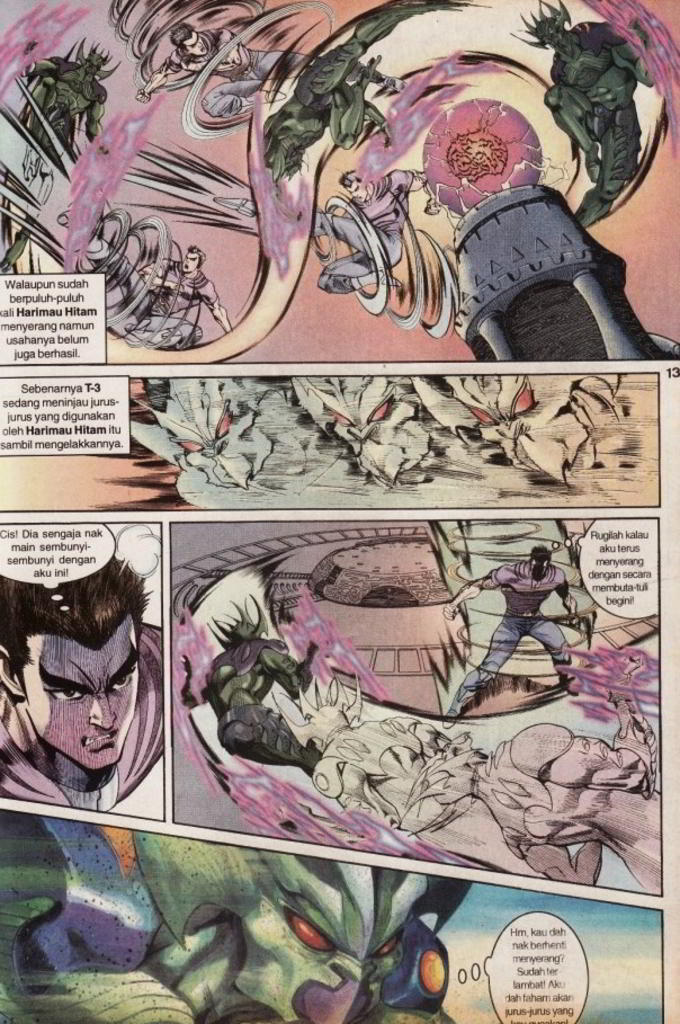 Walaupun sudah
berpuluh-puluh
kali Harimau Hitam
menyerang namun
usahanya belum
juga berhasil.
13
Sebenarnya T-3
sedang meninjau jurus-
jurus yang digunakan
oleh Harimau Hitam itu
sambil mengelakkannya.
Cis! Dia sengaja nak
main sembunyi-
sembunyi dengan
aku ini!
Rugilah kalau
aku terus
menyerang
dengan secara
membuta-tuli
begini!
Hm, kau dah
nak berhenti
menyerang?
Sudah ter
lambat! Aku
dah faham akan
jurus-jurus yang
kau gunakan!